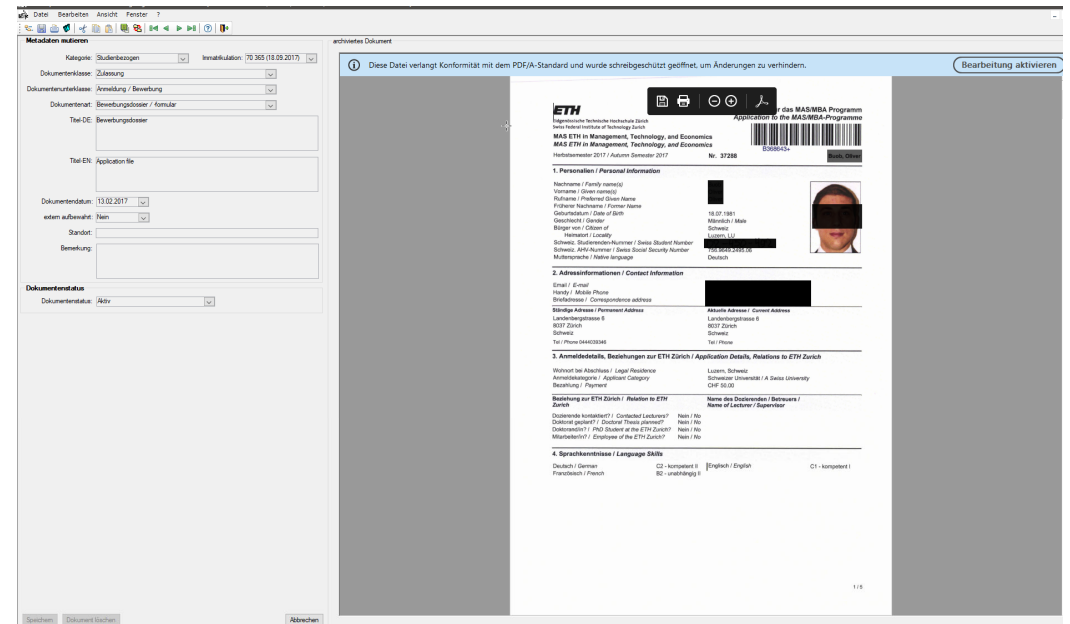 Datei Bearbeiten Ansicht Fenster ?
Metadaten mutieren
Kategorie: Studienbezogen Immatrikulation: 70 365 (18.09.2017)
Dokumentenklasse: Zulassung
Dokumentenunterklasse: Anmeldung / Bewerbung
Dokumentenart: Bewerbungsdossier / -formular
Titel-DE: Bewerbungsdossier
Titel-EN: Application file
Dokumentendatum: 13.02.2017
extern aufbewahrt: Nein
Standort:
Bemerkung:
Dokumentenstatus
Dokumentenstatus: Aktiv
Speichern Dokument löschen Abbrechen
archiviertes Dokument
Diese Datei verlangt Konformität mit dem PDF/A-Standard und wurde schreibgeschützt geöffnet, um Änderungen zu verhindern. Bearbeitung aktivieren
ETH
Eidgenössische Technische Hochschule Zürich
Swiss Federal Institute of Technology Zurich
das MAS/MBA Programm
Application to the MAS/MBA-Programme
MAS ETH in Management, Technology, and Economics
MAS ETH in Management, Technology, and Economics
B368643+
Herbstsemester 2017 / Autumn Semester 2017 Nr. 37288
1. Personalien / Personal Information
Nachname / Family name(s)
Vorname / Given name(s)
Rufname / Preferred Given Name
Früherer Nachname / Former Name
Geburtsdatum / Date of Birth 18.07.1981
Geschlecht / Gender Männlich / Male
Bürger von / Citizen of Schweiz
Heimatort / Locality Luzern, LU
Schweiz. Studierenden-Nummer / Swiss Student Number
Schweiz. AHV-Nummer / Swiss Social Security Number 756.9649.2495.06
Muttersprache / Native language Deutsch
2. Adressinformationen / Contact Information
Email / E-mail
Handy / Mobile Phone
Briefadresse / Correspondence address
Ständige Adresse / Permanent Address Aktuelle Adresse / Current Address
Landenbergstrasse 6 Landenbergstrasse 6
8037 Zürich 8037 Zürich
Schweiz Schweiz
Tel / Phone 0444039346 Tel / Phone
3. Anmeldedetails, Beziehungen zur ETH Zürich / Application Details, Relations to ETH Zurich
Wohnort bei Abschluss / Legal Residence Luzern, Schweiz
Anmeldekategorie / Applicant Category Schweizer Universität / A Swiss University
Bezahlung / Payment CHF 50.00
Beziehung zur ETH Zürich / Relation to ETH Zurich
Name des Dozierenden / Betreuers / Name of Lecturer / Supervisor
Dozierende kontaktiert? / Contacted Lecturers? Nein / No
Doktorat geplant? / Doctoral Thesis planned? Nein / No
Doktorand/in? / PhD Student at the ETH Zurich? Nein / No
Mitarbeiter/in? / Employee of the ETH Zurich? Nein / No
4. Sprachkenntnisse / Language Skills
Deutsch / German C2 - kompetent II Englisch / English C1 - kompetent I
Französisch / French B2 - unabhängig II
1 / 5